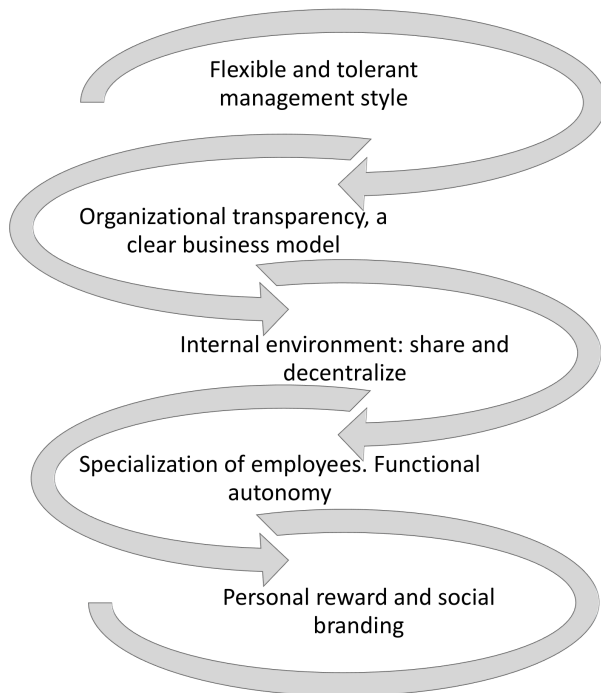 Flexible and tolerant
management style
Organizational transparency, a
clear business model
Internal environment: share and
decentralize
Specialization of employees. Functional
autonomy
Personal reward and social
branding